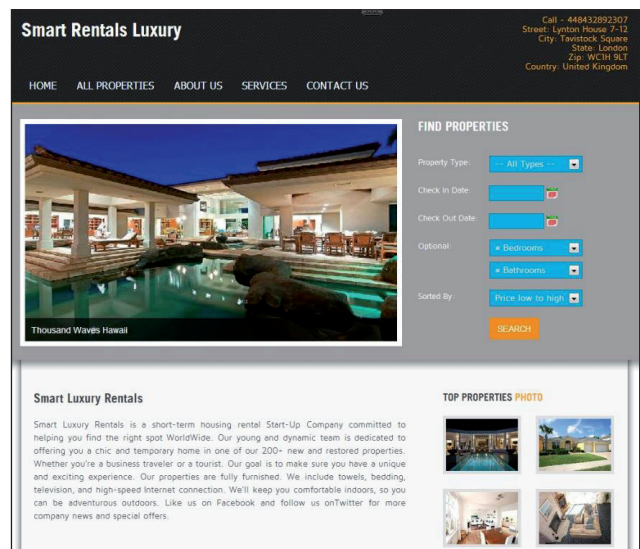 Smart Rentals Luxury
Call - 448432892307
Street: Lynton House 7-12
City: Tavistock Square
State: London
Zip: WC1H 9LT
Country: United Kingdom
HOME ALL PROPERTIES ABOUT US SERVICES CONTACT US
FIND PROPERTIES
Property Type: -- All Types --
Check In Date:
Check Out Date:
Optional: # Bedrooms
# Bathrooms
Sorted By: Price low to high
SEARCH
Thousand Waves Hawaii
Smart Luxury Rentals
Smart Luxury Rentals is a short-term housing rental Start-Up Company committed to
helping you find the right spot WorldWide. Our young and dynamic team is dedicated to
offering you a chic and temporary home in one of our 200+ new and restored properties.
Whether you're a business traveler or a tourist. Our goal is to make sure you have a unique
and exciting experience. Our properties are fully furnished. We include towels, bedding,
television, and high-speed Internet connection. We'll keep you comfortable indoors, so you
can be adventurous outdoors. Like us on Facebook and follow us onTwitter for more
company news and special offers.
TOP PROPERTIES PHOTO